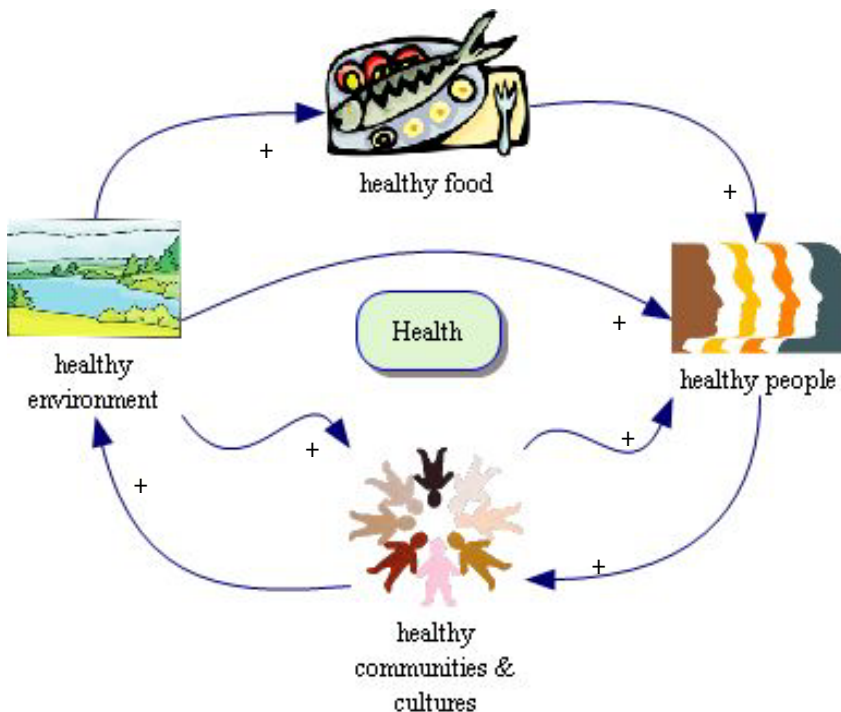 +
healthy food
+
Health
+
healthy
environment
healthy people
+
+
+
+
healthy
communities &
cultures